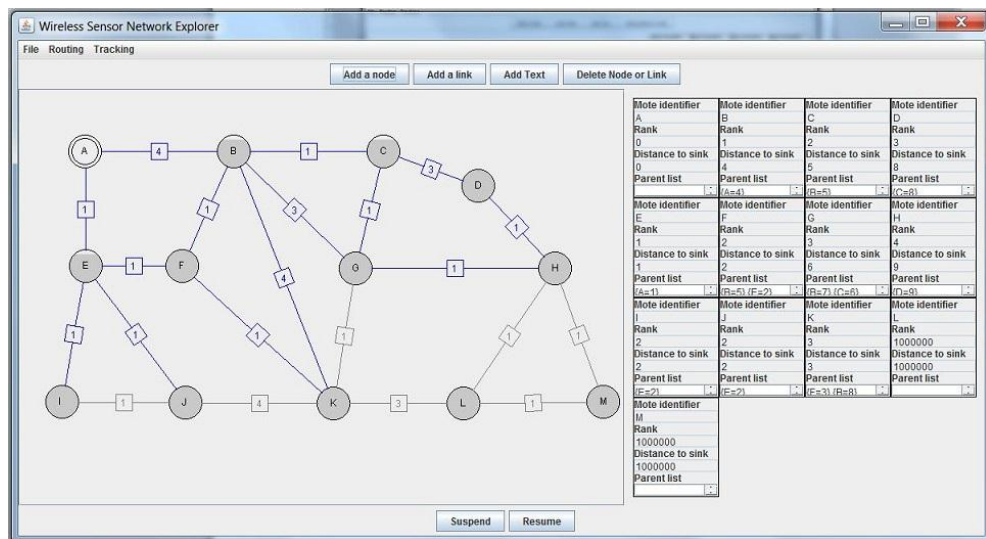 Wireless Sensor Network Explorer
File Routing Tracking
Add a node Add a link Add Text Delete Node or Link
A 4 B 1 C 3 D
1 1 3 1 4 1
E 1 F G 1 H
1 1 1 1 1 1
I 1 J 4 K 3 L 1 M
Mote identifier Mote identifier Mote identifier Mote identifier
A B C D
Rank Rank Rank Rank
0 1 2 3
Distance to sink Distance to sink Distance to sink Distance to sink
0 4 5 8
Parent list Parent list Parent list Parent list
{A=4} {B=5} {C=8}
Mote identifier Mote identifier Mote identifier Mote identifier
E F G H
Rank Rank Rank Rank
1 2 3 4
Distance to sink Distance to sink Distance to sink Distance to sink
1 2 6 9
Parent list Parent list Parent list Parent list
{A=1} {B=5} {E=2} {B=7} {C=6} {D=9}
Mote identifier Mote identifier Mote identifier Mote identifier
I J K L
Rank Rank Rank Rank
2 2 3 1000000
Distance to sink Distance to sink Distance to sink Distance to sink
2 2 3 1000000
Parent list Parent list Parent list Parent list
{E=2} {E=2} {F=3} {B=8}
Mote identifier
M
Rank
1000000
Distance to sink
1000000
Parent list
Suspend Resume